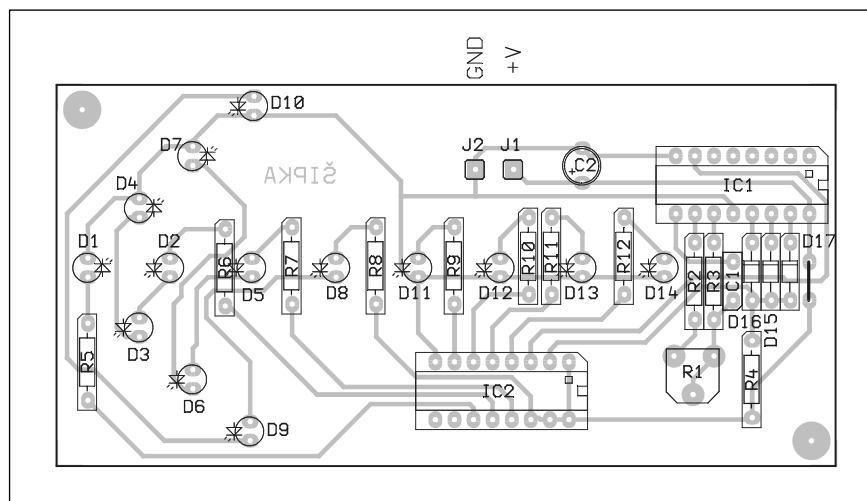 GND
+V
D10
D7
J2
J1
+C2
ŠIPKA
D4
IC1
D1
D2
R6
D5
R7
D8
R8
D11
R9
D12
R10
R11
D13
R12
D14
R2
R3
C1
D17
D16
D15
D3
R5
D6
IC2
R1
R4
D9